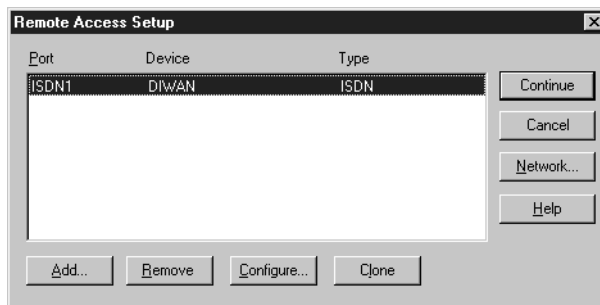 Remote Access Setup
Port Device Type
ISDN1 DIWAN ISDN
Continue
Cancel
Network...
Help
Add... Remove Configure... Clone